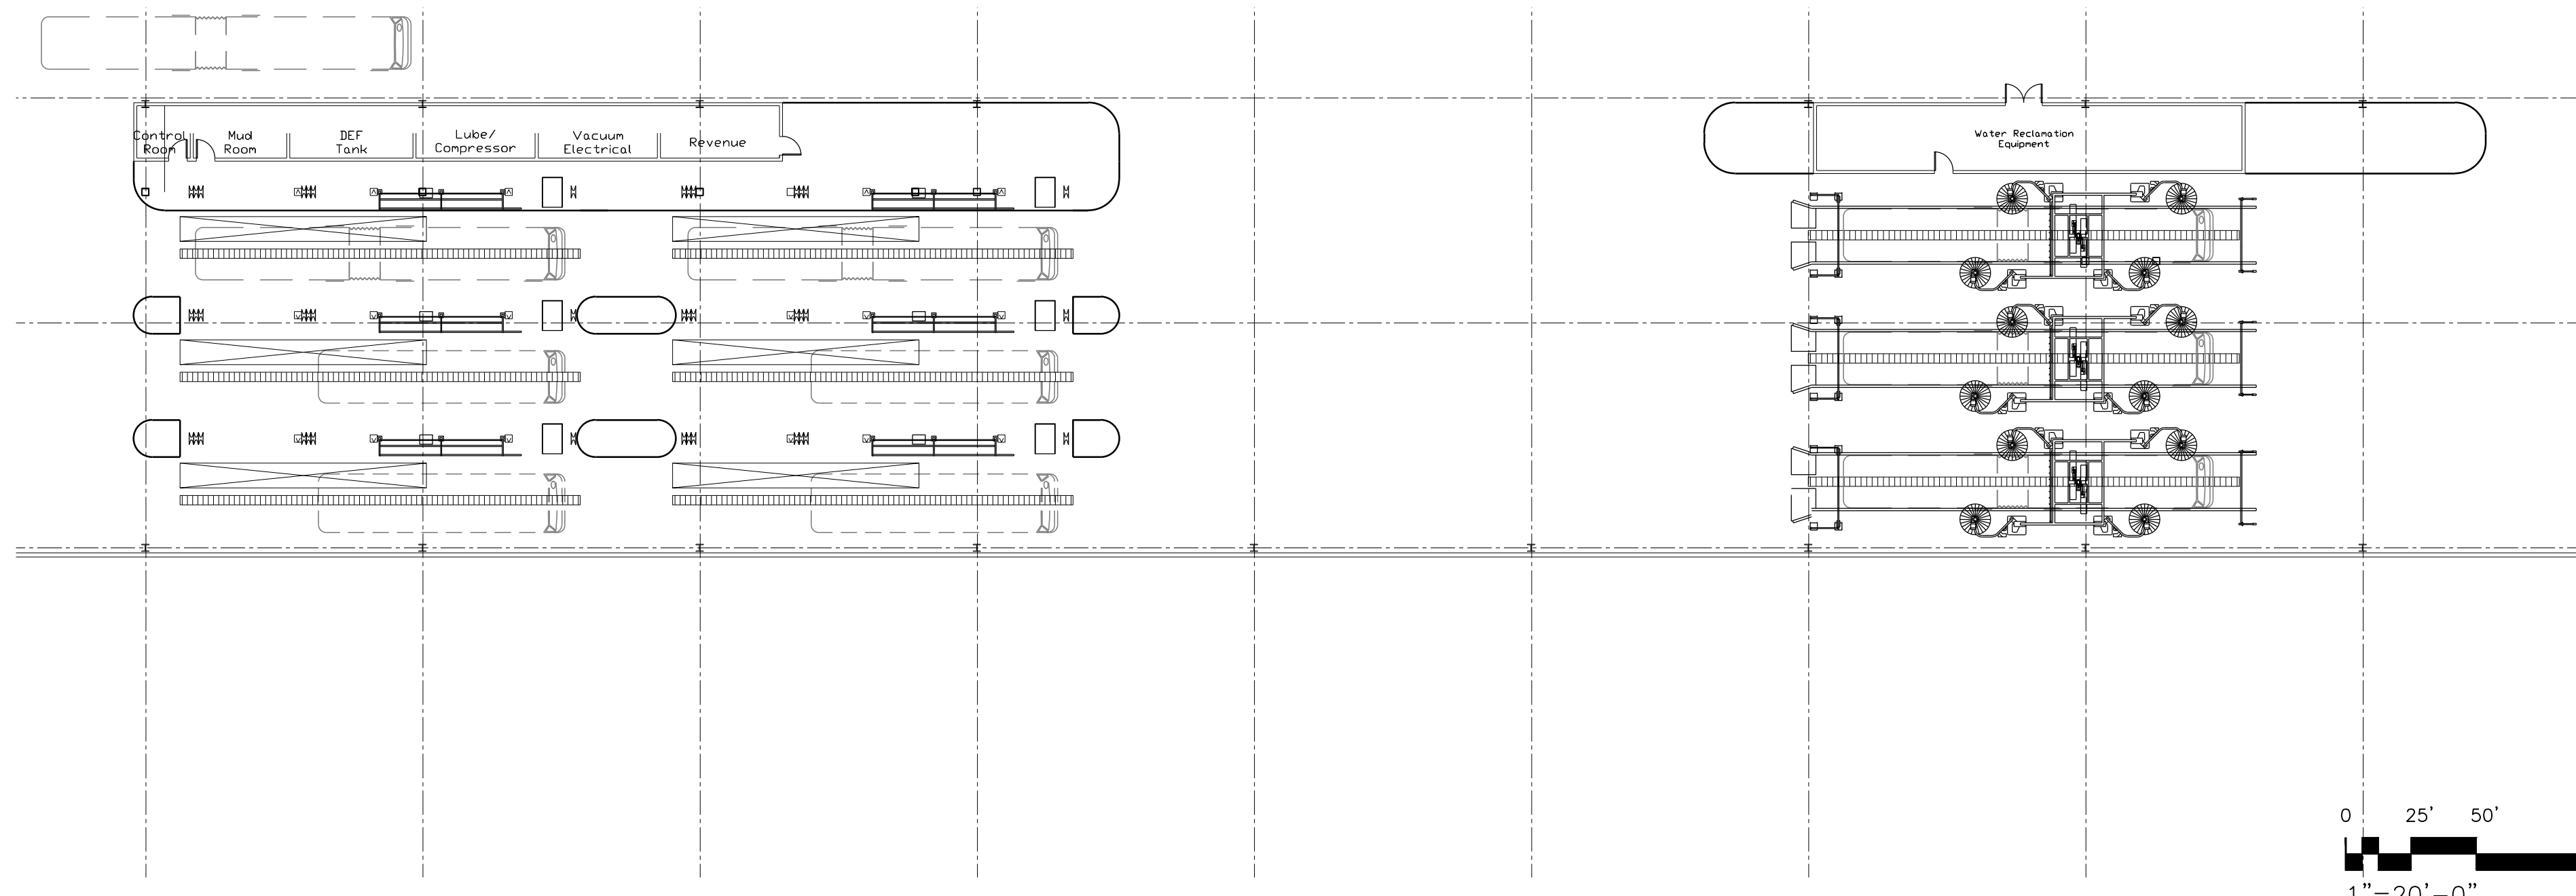 Control
Room
Mud
Room
DEF
Tank
Lube/
Compressor
Vacuum
Electrical
Revenue
Water Reclamation
Equipment
0 25' 50'
1"=20'-0"